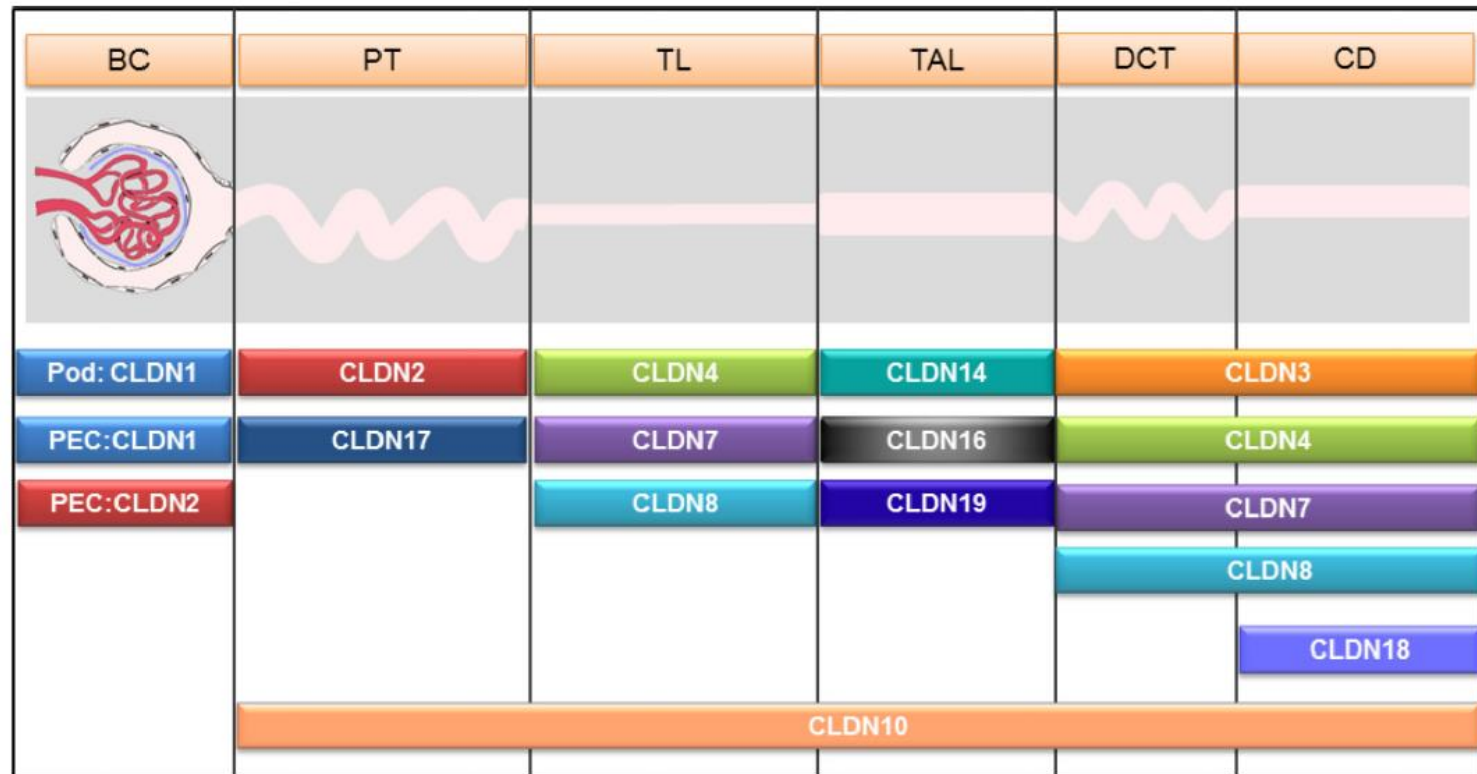 BC PT TL TAL DCT CD
Pod: CLDN1 CLDN2 CLDN4 CLDN14 CLDN3
PEC:CLDN1 CLDN17 CLDN7 CLDN16 CLDN4
PEC:CLDN2 CLDN8 CLDN19 CLDN7
CLDN8
CLDN18
CLDN10